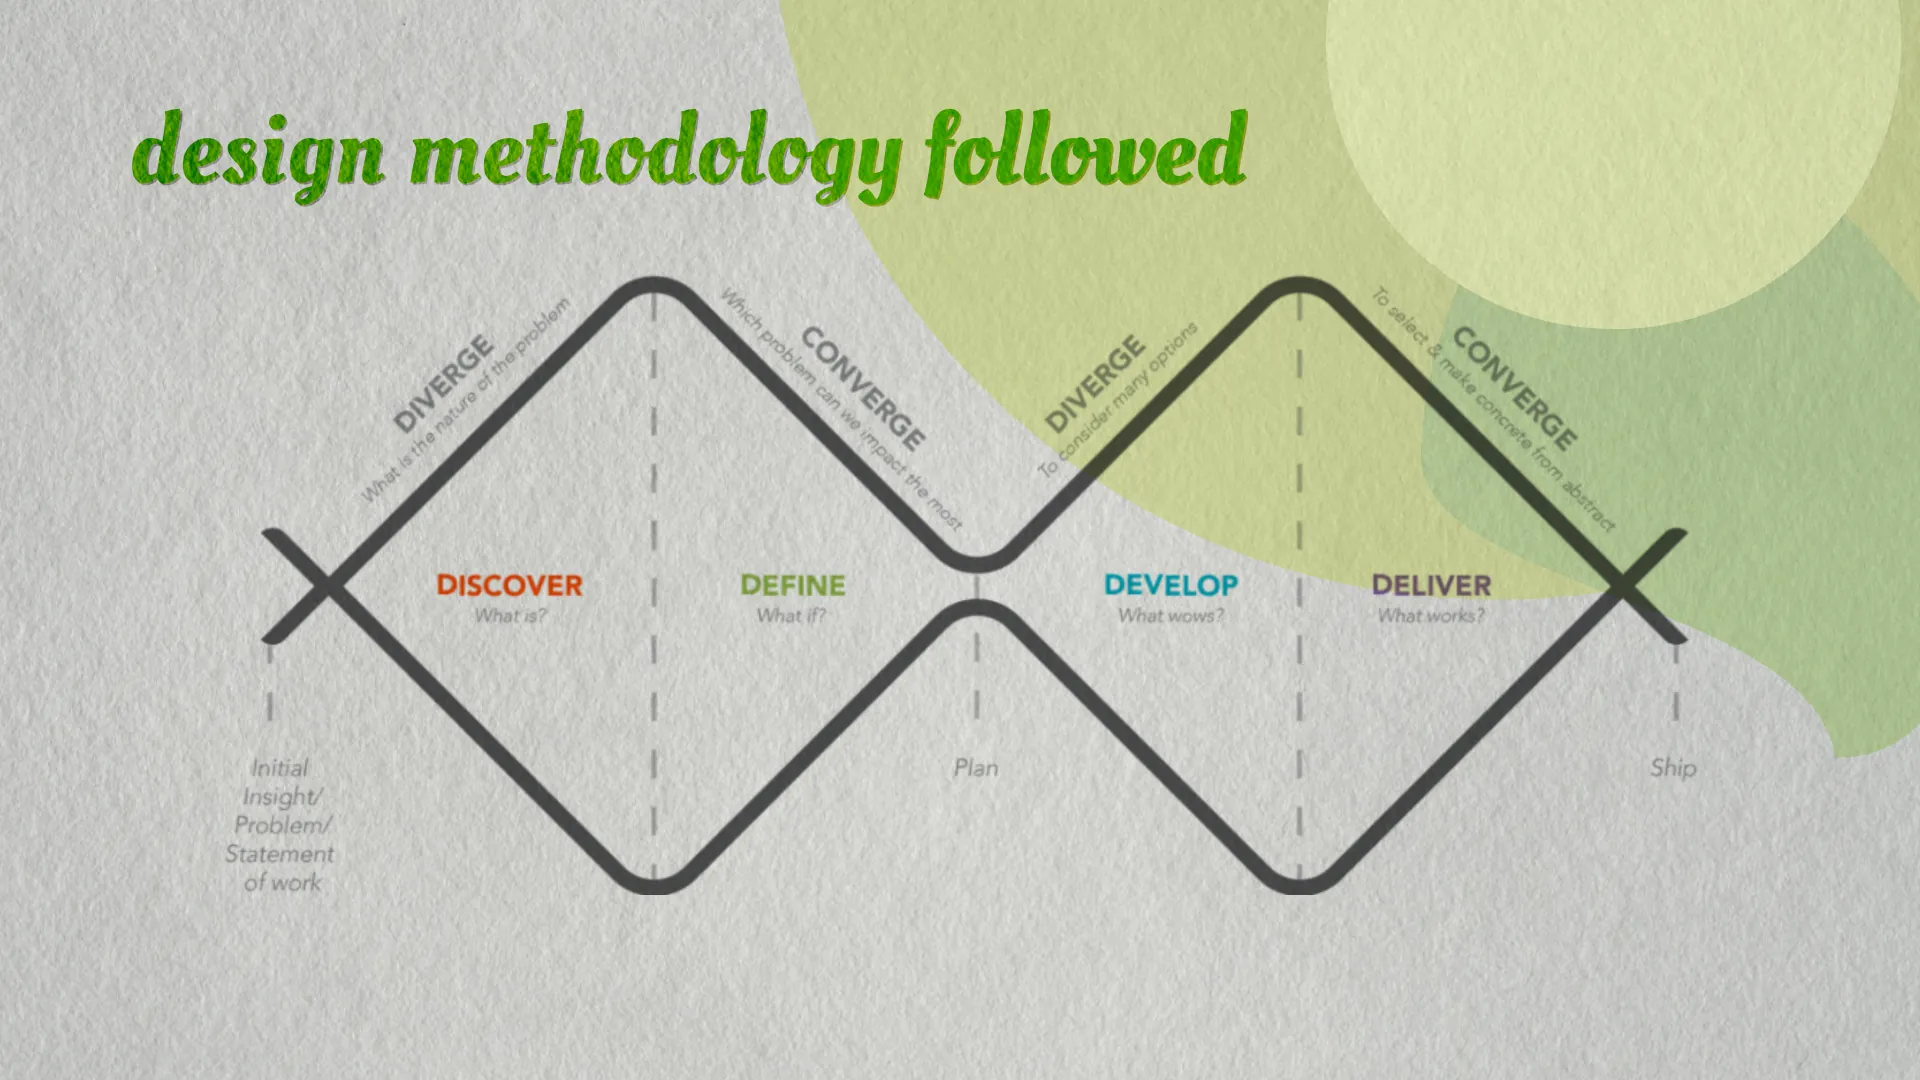 design methodology followed
DIVERGE
What is the nature of the problem
CONVERGE
Which problem can we impact the most
DIVERGE
To consider many options
CONVERGE
To select & make concrete from abstract
DISCOVER
What is?
DEFINE
What if?
DEVELOP
What wows?
DELIVER
What works?
Initial
Insight/
Problem/
Statement
of work
Plan
Ship